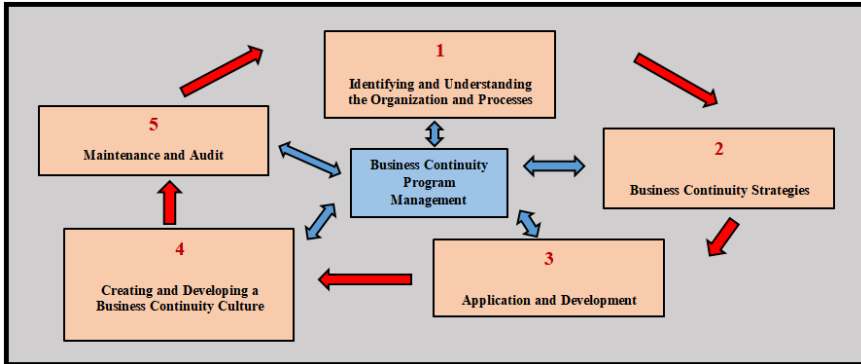 1
Identifying and Understanding
the Organization and Processes
5
Maintenance and Audit
2
Business Continuity Strategies
Business Continuity
Program
Management
4
Creating and Developing a
Business Continuity Culture
3
Application and Development